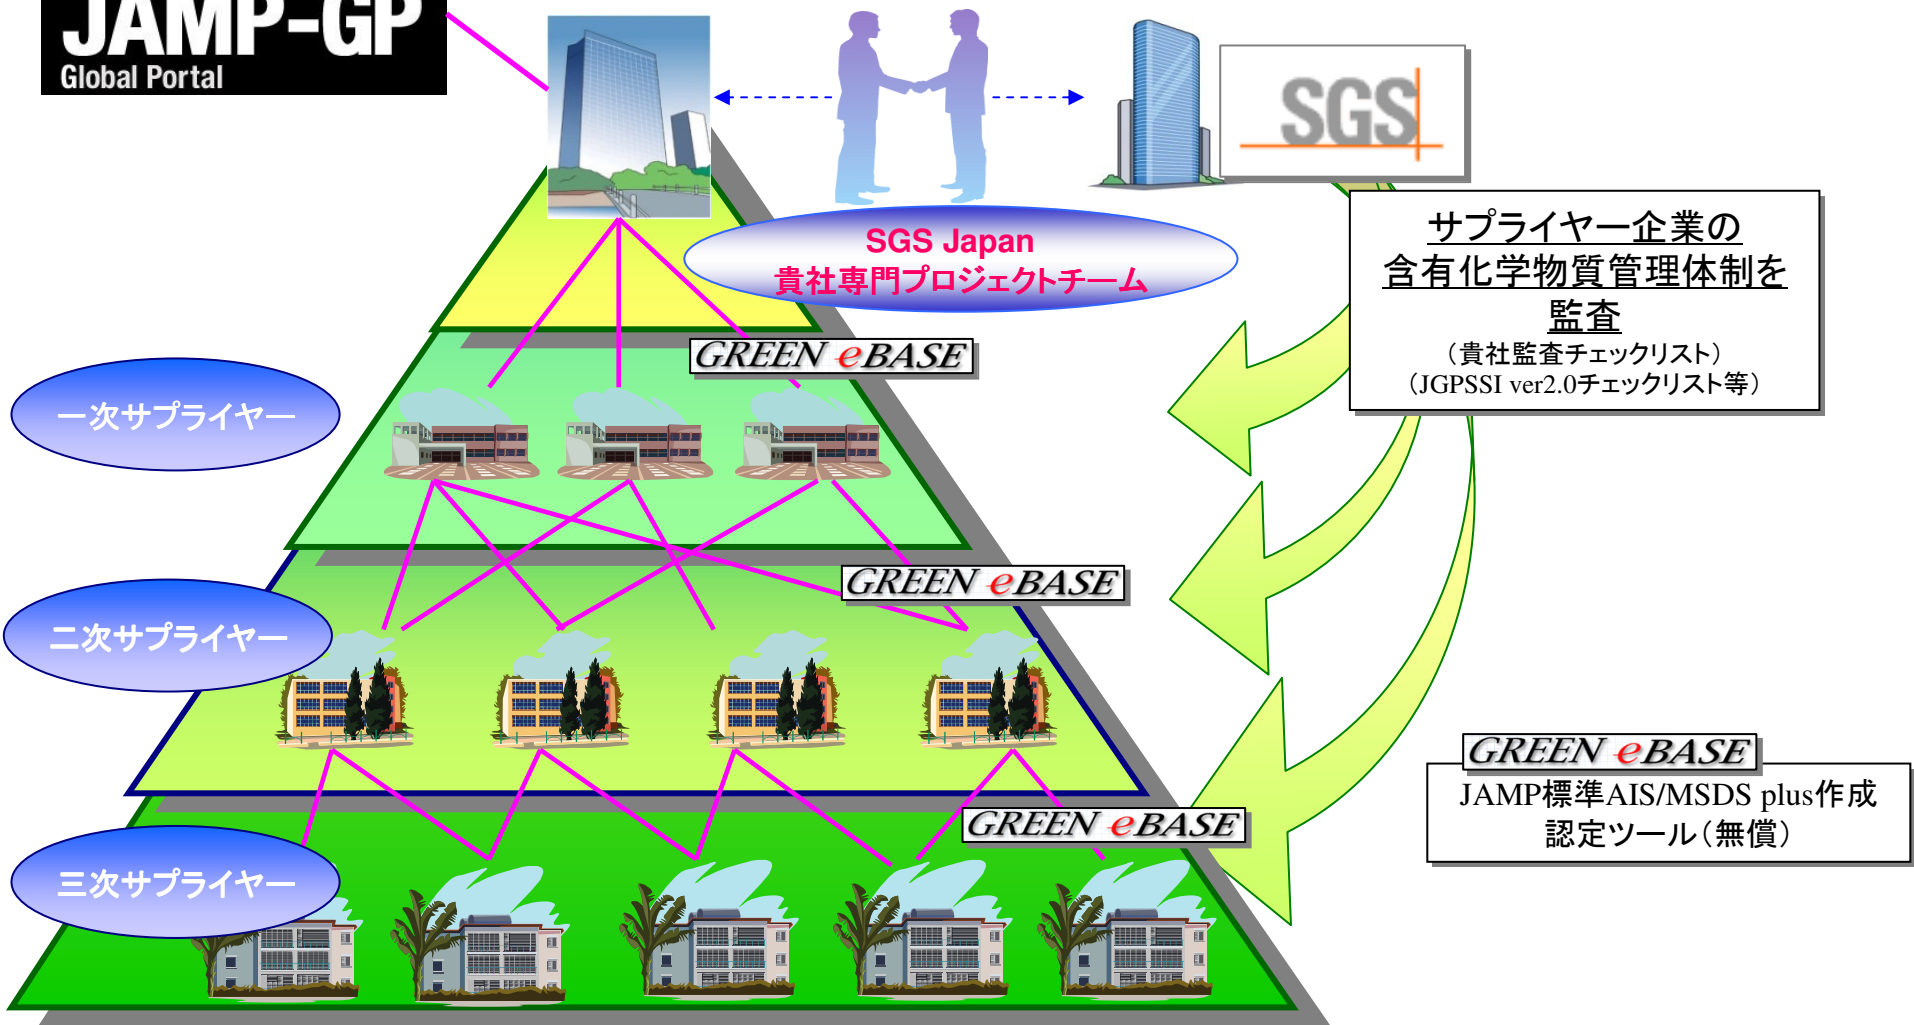 JAMP-GP
Global Portal
SGS
SGS Japan
貴社専門プロジェクトチーム
サプライヤー企業の
含有化学物質管理体制を
監査
（貴社監査チェックリスト）
（JGPSSI ver2.0チェックリスト等）
GREEN eBASE
一次サプライヤー
GREEN eBASE
二次サプライヤー
GREEN eBASE
JAMP標準AIS/MSDS plus作成
認定ツール（無償）
GREEN eBASE
三次サプライヤー